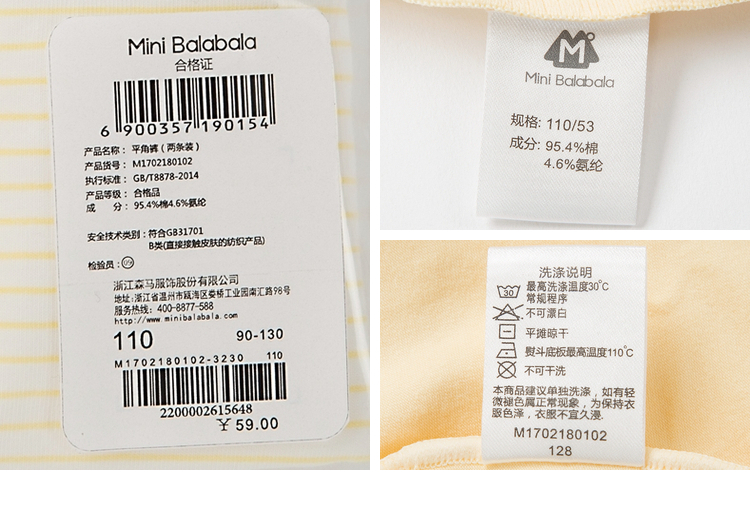 Mini Balabala
合格证
6 900357 190154
产品名称：平角裤（两条装）
产品货号：M1702180102
执行标准：GB/T8878-2014
产品等级：合格品
成 分：95.4%棉4.6%氨纶
安全技术类别：符合GB31701
B类(直接接触皮肤的纺织产品)
检验员：09
浙江森马服饰股份有限公司
地址:浙江省温州市瓯海区娄桥工业园南汇路98号
服务热线: 400-8877-588
http://www.minibalabala.com
110 90-130
M1702180102-3230 110
2200002615648
￥59.00
M
Mini Balabala
规格: 110/53
成分: 95.4%棉
4.6%氨纶
洗涤说明
30 最高洗涤温度30℃
常规程序
不可漂白
平摊晾干
熨斗底板最高温度110℃
不可干洗
本商品建议单独洗涤，如有轻
微褪色属正常现象，为保持衣
服色泽，衣服不宜久浸。
M1702180102
128